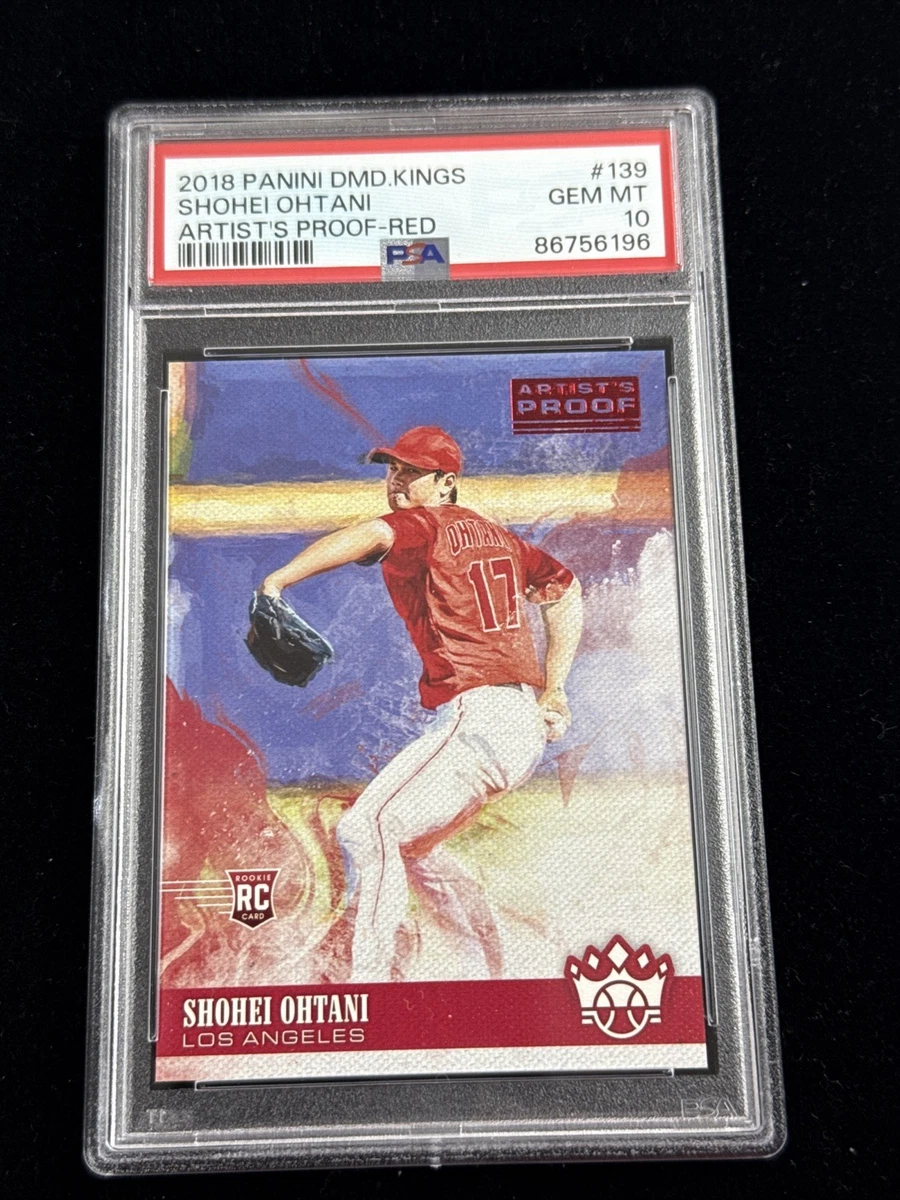 2018 PANINI DMD.KINGS #139
SHOHEI OHTANI GEM MT
ARTIST'S PROOF-RED 10
PSA 86756196
ARTIST'S
PROOF
OHTANI
17
ROOKIE
RC
CARD
SHOHEI OHTANI
LOS ANGELES
PSA